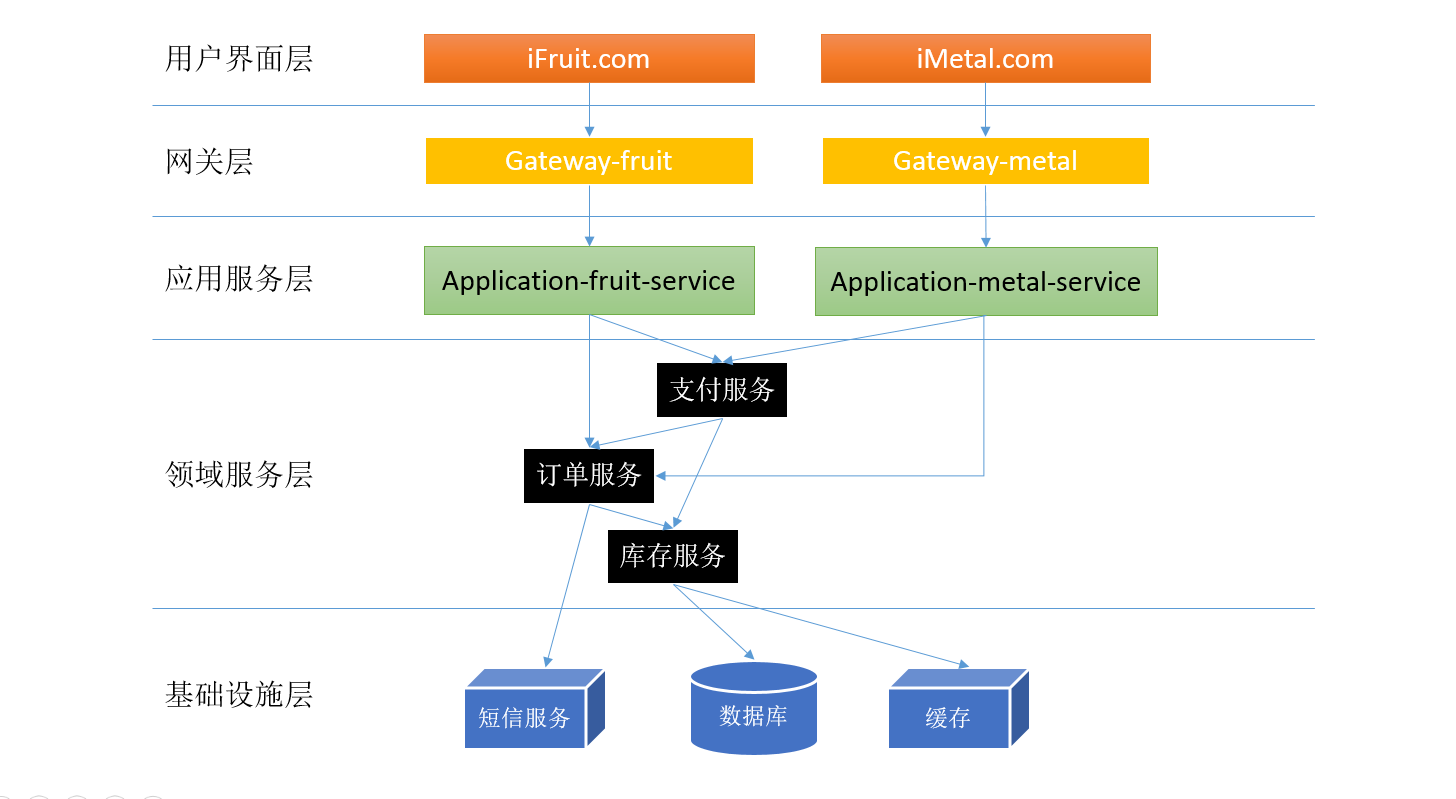 用户界面层
iFruit.com
iMetal.com
网关层
Gateway-fruit
Gateway-metal
应用服务层
Application-fruit-service
Application-metal-service
支付服务
领域服务层
订单服务
库存服务
基础设施层
短信服务
数据库
缓存